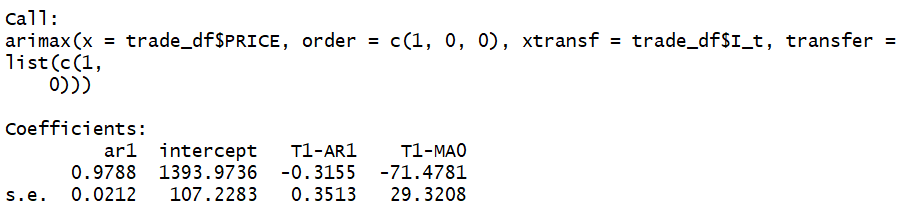 Call:
arimax(x = trade_df$PRICE, order = c(1, 0, 0), xtransf = trade_df$I_t, transfer =
list(c(1,
    0)))

Coefficients:
         ar1  intercept   T1-AR1    T1-MA0
      0.9788  1393.9736  -0.3155  -71.4781
s.e.  0.0212   107.2283   0.3513   29.3208